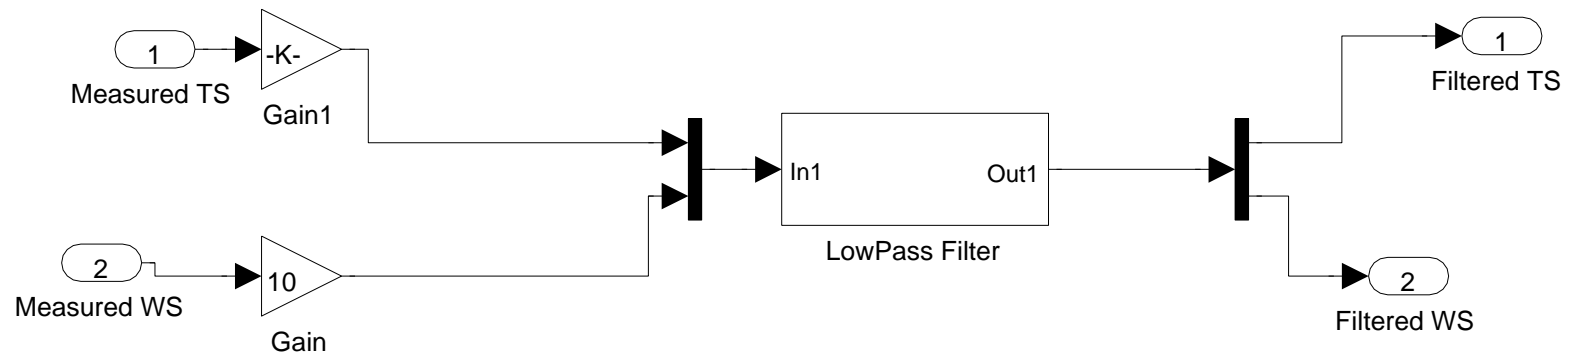 1
Measured TS
-K-
Gain1
2
Measured WS
10
Gain
In1
Out1
LowPass Filter
1
Filtered TS
2
Filtered WS